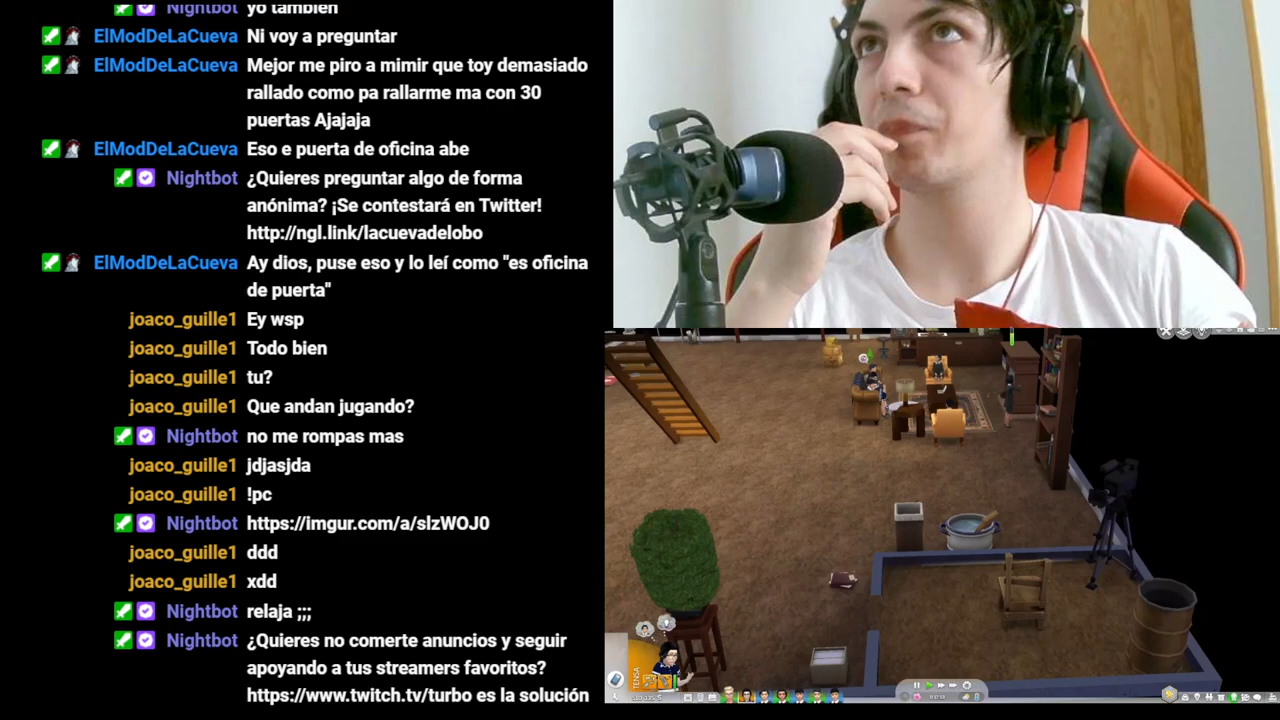 Nightbot yo también
ElModDeLaCueva Ni voy a preguntar
ElModDeLaCueva Mejor me piro a mimir que toy demasiado
rallado como pa rallarme ma con 30
puertas Ajajaja
ElModDeLaCueva Eso e puerta de oficina abe
Nightbot ¿Quieres preguntar algo de forma
anónima? ¡Se contestará en Twitter!
http://ngl.link/lacuevadelobo
ElModDeLaCueva Ay dios, puse eso y lo leí como "es oficina
de puerta"
joaco_guille1 Ey wsp
joaco_guille1 Todo bien
joaco_guille1 tu?
joaco_guille1 Que andan jugando?
Nightbot no me rompas mas
joaco_guille1 jdjasjda
joaco_guille1 !pc
Nightbot https://imgur.com/a/slzWOJ0
joaco_guille1 ddd
joaco_guille1 xdd
Nightbot relaja ;;;
Nightbot ¿Quieres no comerte anuncios y seguir
apoyando a tus streamers favoritos?
https://www.twitch.tv/turbo es la solución
TENSA